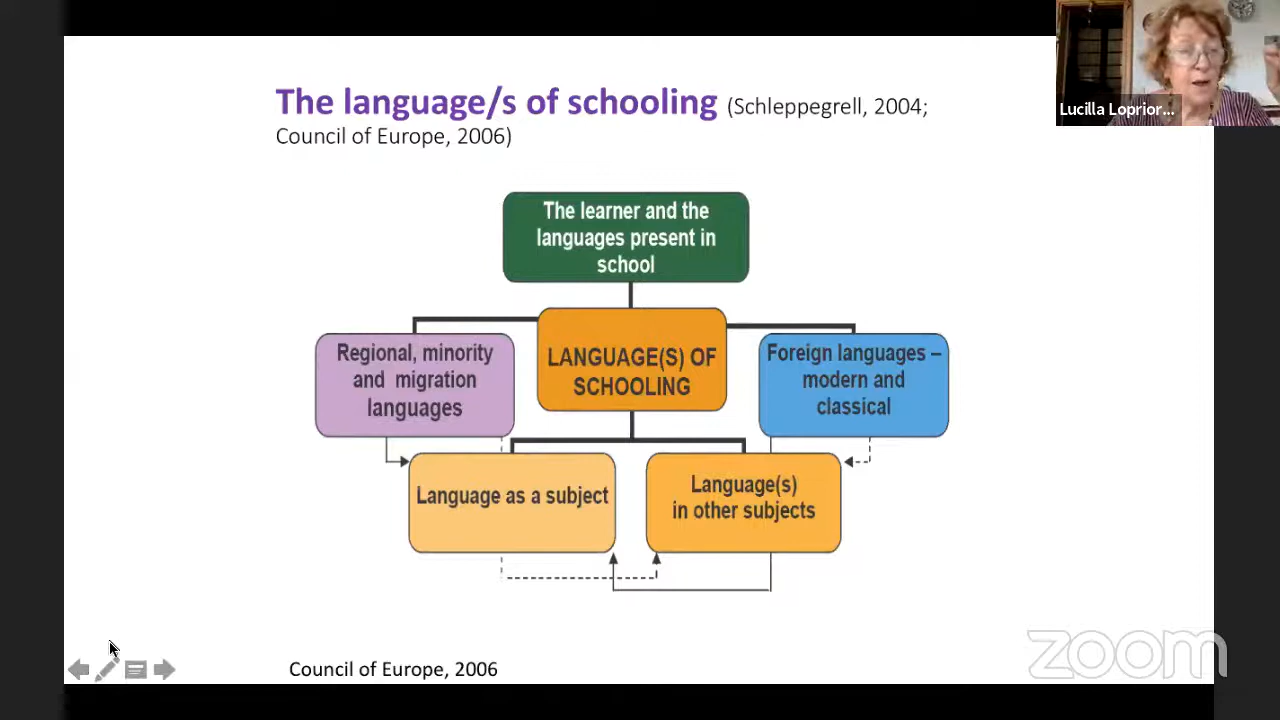 The language/s of schooling (Schleppegrell, 2004;
Council of Europe, 2006)
Lucilla Loprior...
The learner and the
languages present in
school
Regional, minority
and migration
languages
LANGUAGE(S) OF
SCHOOLING
Foreign languages –
modern and
classical
Language as a subject
Language(s)
in other subjects
Council of Europe, 2006
zoom